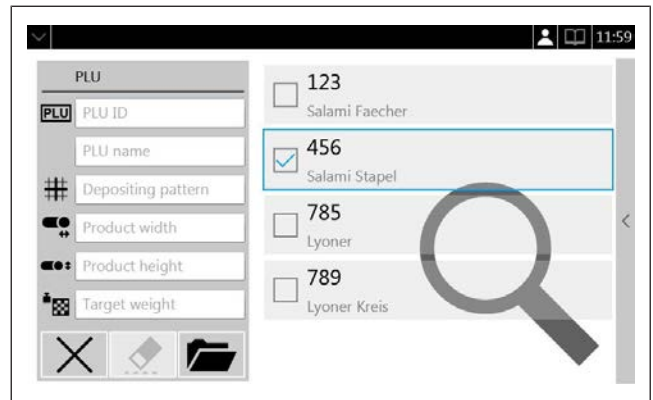 11:59
PLU
PLU PLU ID
PLU name
Depositing pattern
Product width
Product height
Target weight
123
Salami Faecher
456
Salami Stapel
785
Lyoner
789
Lyoner Kreis